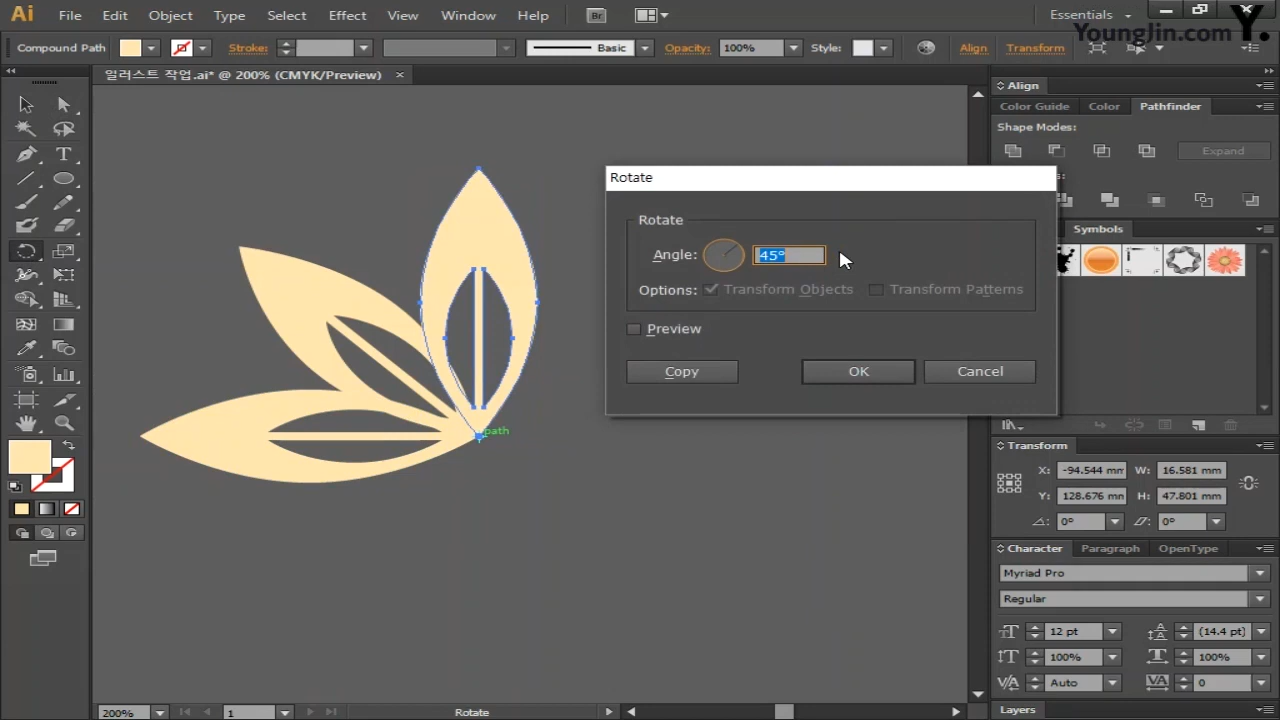 Ai File Edit Object Type Select Effect View Window Help Br Essentials
YoungJin.com Y.
Compound Path Stroke: Basic Opacity: 100% Style: Align Transform
일러스트 작업.ai* @ 200% (CMYK/Preview) ×
Align
Color Guide Color Pathfinder
Shape Modes:
Expand
s:
Symbols
Rotate
Rotate
Angle: 45°
Options: Transform Objects Transform Patterns
Preview
Copy OK Cancel
path
Transform
X: -94.544 mm W: 16.581 mm
Y: 128.676 mm H: 47.801 mm
0° 0°
Character Paragraph OpenType
Myriad Pro
Regular
12 pt (14.4 pt)
100% 100%
Auto 0
Layers
200% 1 Rotate